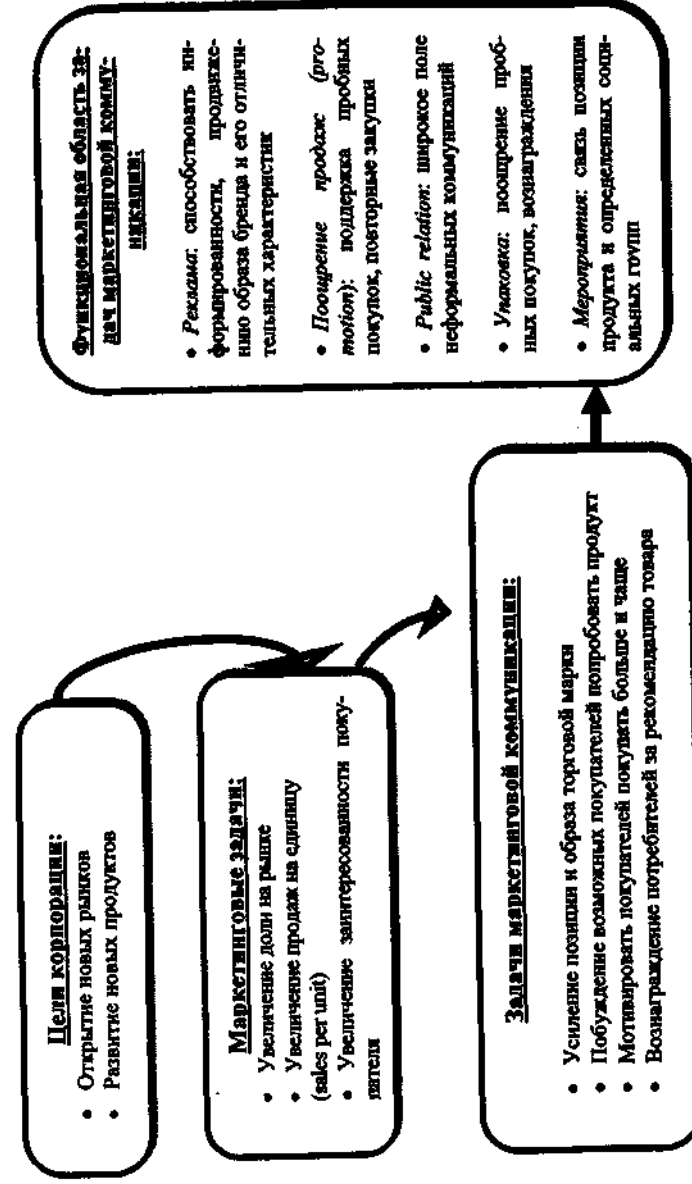 Цели корпорации:
• Открытие новых рынков
• Развитие новых продуктов
Маркетинговые задачи:
• Увеличение доли на рынке
• Увеличение продаж на единицу
(sales per unit)
• Увеличение заинтересованности поку-
пателя
Задачи маркетинговой коммуникации:
• Усиление позиции и образа торговой марки
• Побуждение возможных покупателей попробовать продукт
• Мотивировать покупателей покупать больше и чаще
• Вознаграждение потребителей за рекомендацию товара
Функциональная область за-
дач маркетинговой комму-
никации:
• Реклама: способствовать ин-
формированности, продвиже-
нию образа бренда и его отличи-
тельных характеристик
• Поощрение продаж (pro-
motion): поддержка пробных
покупок, повторные закупки
• Public relation: широкое поле
неформальных коммуникаций
• Упаковка: поощрение проб-
ных покупок, вознаграждения
• Мероприятия: связь позиции
продукта и определенных соци-
альных групп